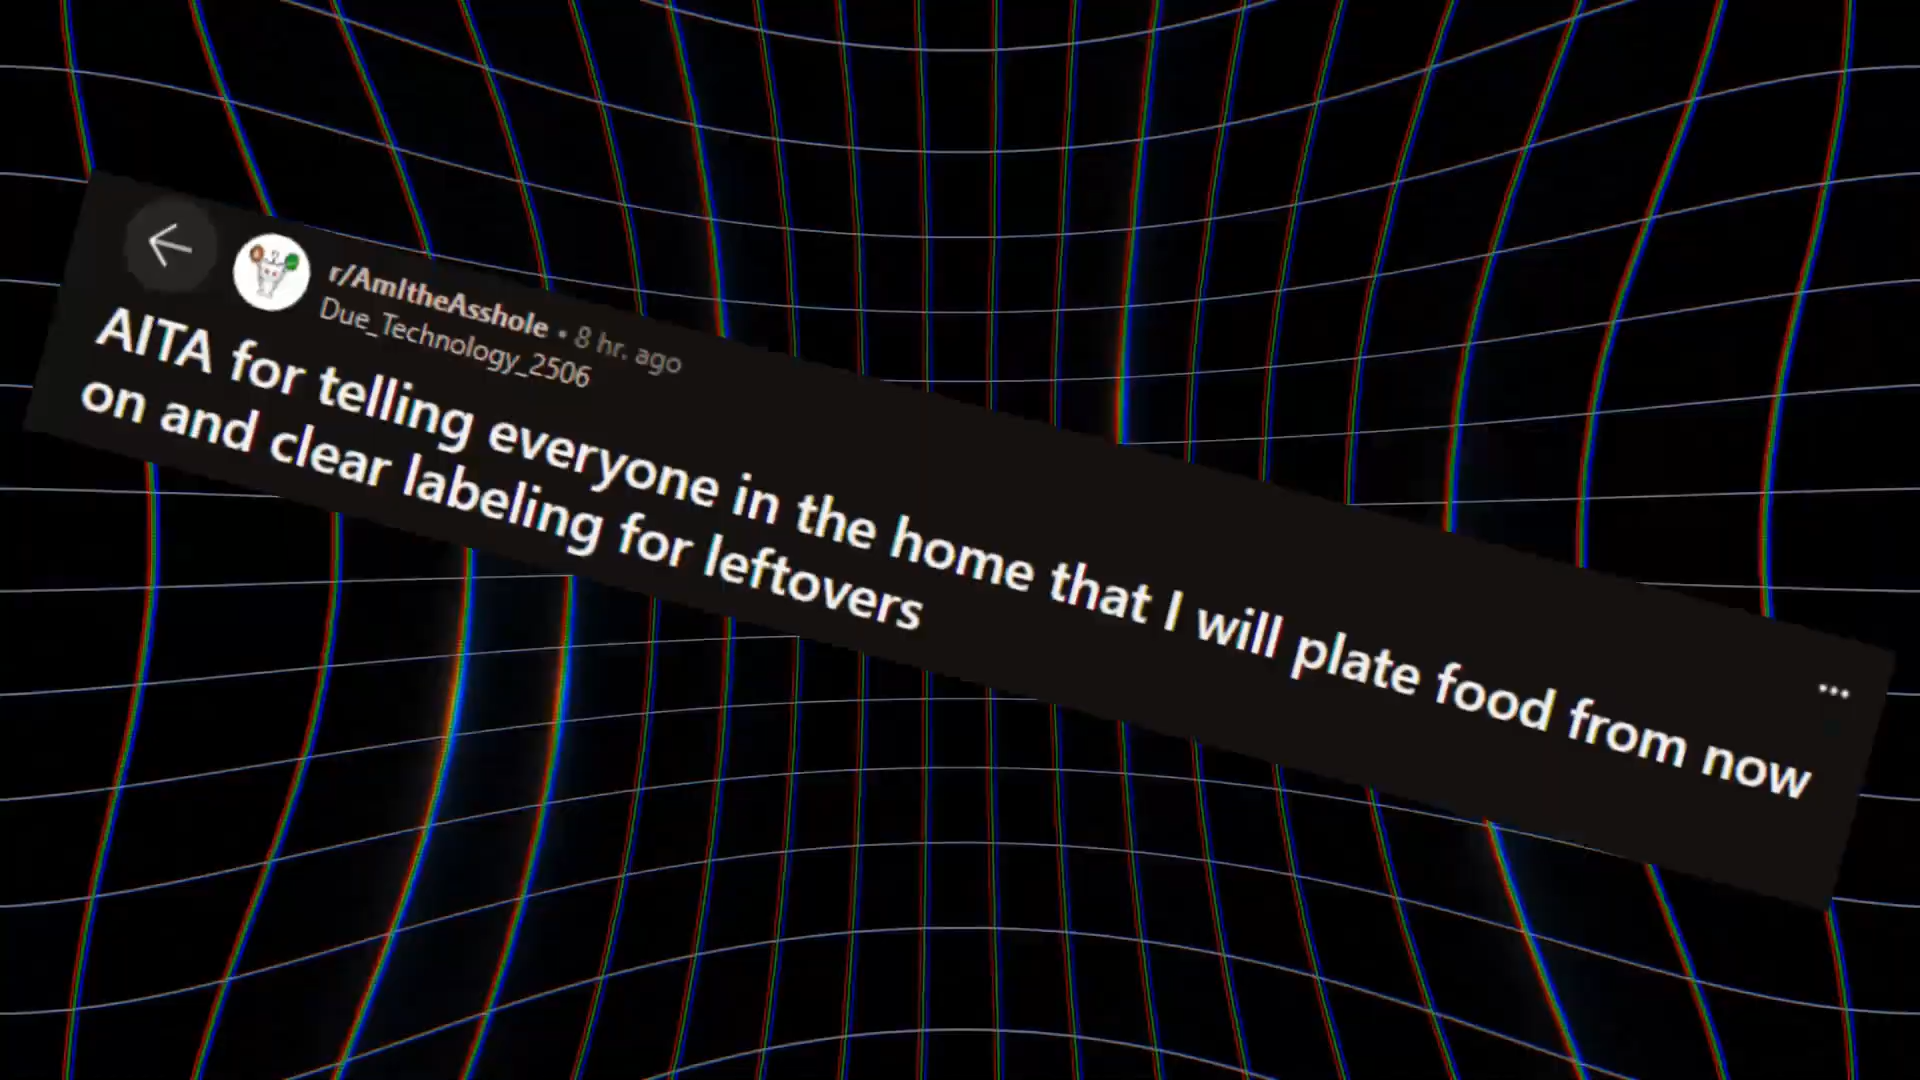 r/AmItheAsshole • 8 hr. ago
Due_Technology_2506
AITA for telling everyone in the home that I will plate food from now
on and clear labeling for leftovers